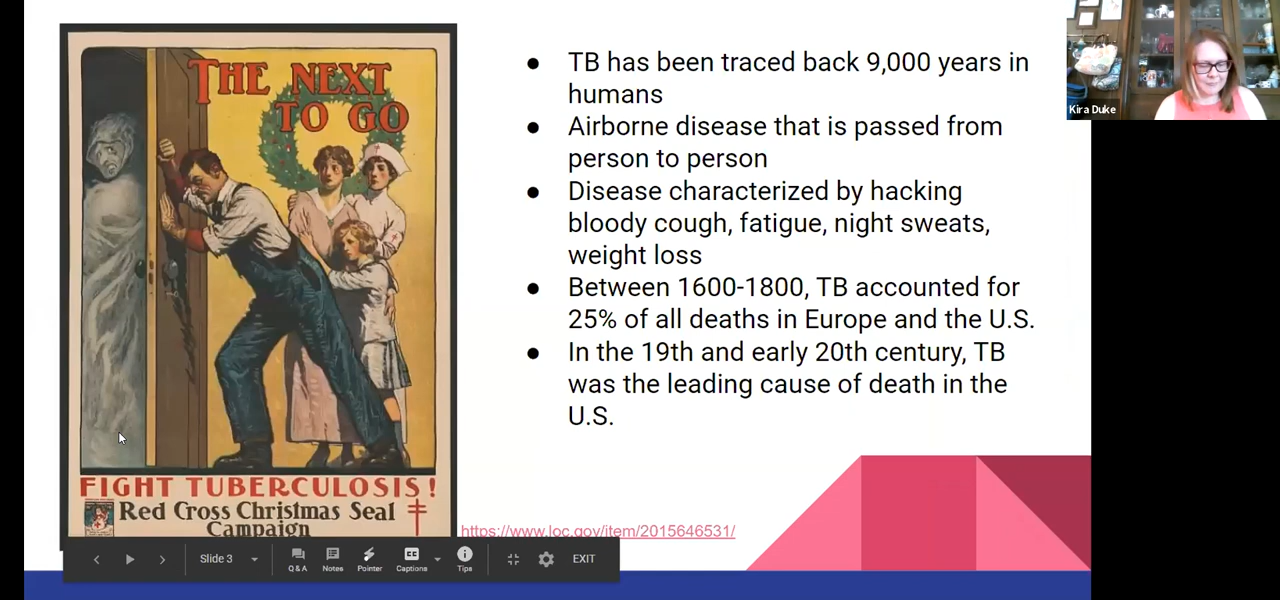 THE NEXT
TO GO
FIGHT TUBERCULOSIS!
Red Cross Christmas Seal
Campaign
● TB has been traced back 9,000 years in
humans
● Airborne disease that is passed from
person to person
● Disease characterized by hacking
bloody cough, fatigue, night sweats,
weight loss
● Between 1600-1800, TB accounted for
25% of all deaths in Europe and the U.S.
● In the 19th and early 20th century, TB
was the leading cause of death in the
U.S.
https://www.loc.gov/item/2015646531/
Kira Duke
Slide 3
Q&A
Notes
Pointer
CC
Captions
Tips
EXIT